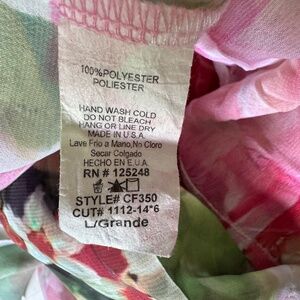 100%POLYESTER
POLIESTER
HAND WASH COLD
DO NOT BLEACH
HANG OR LINE DRY
MADE IN U.S.A.
Lave Frio a Mano,No Cloro
Secar Colgado
HECHO EN E.U.A.
RN # 125248
STYLE# CF350
CUT# 1112-14*6
L/Grande